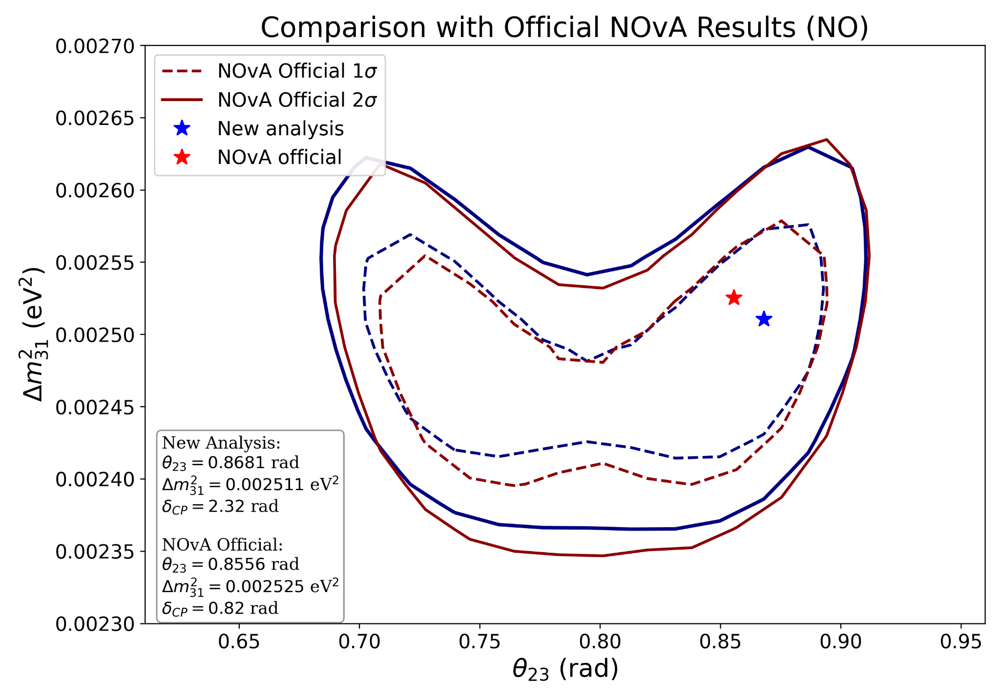 Comparison with Official NOvA Results (NO)
NOvA Official 1σ
NOvA Official 2σ
New analysis
NOvA official
0.00270
0.00265
0.00260
0.00255
0.00250
0.00245
0.00240
0.00235
0.00230
Δm²₃₁ (eV²)
New Analysis:
θ₂₃ = 0.8681 rad
Δm²₃₁ = 0.002511 eV²
δ_CP = 2.32 rad
NOvA Official:
θ₂₃ = 0.8556 rad
Δm²₃₁ = 0.002525 eV²
δ_CP = 0.82 rad
0.65 0.70 0.75 0.80 0.85 0.90 0.95
θ₂₃ (rad)